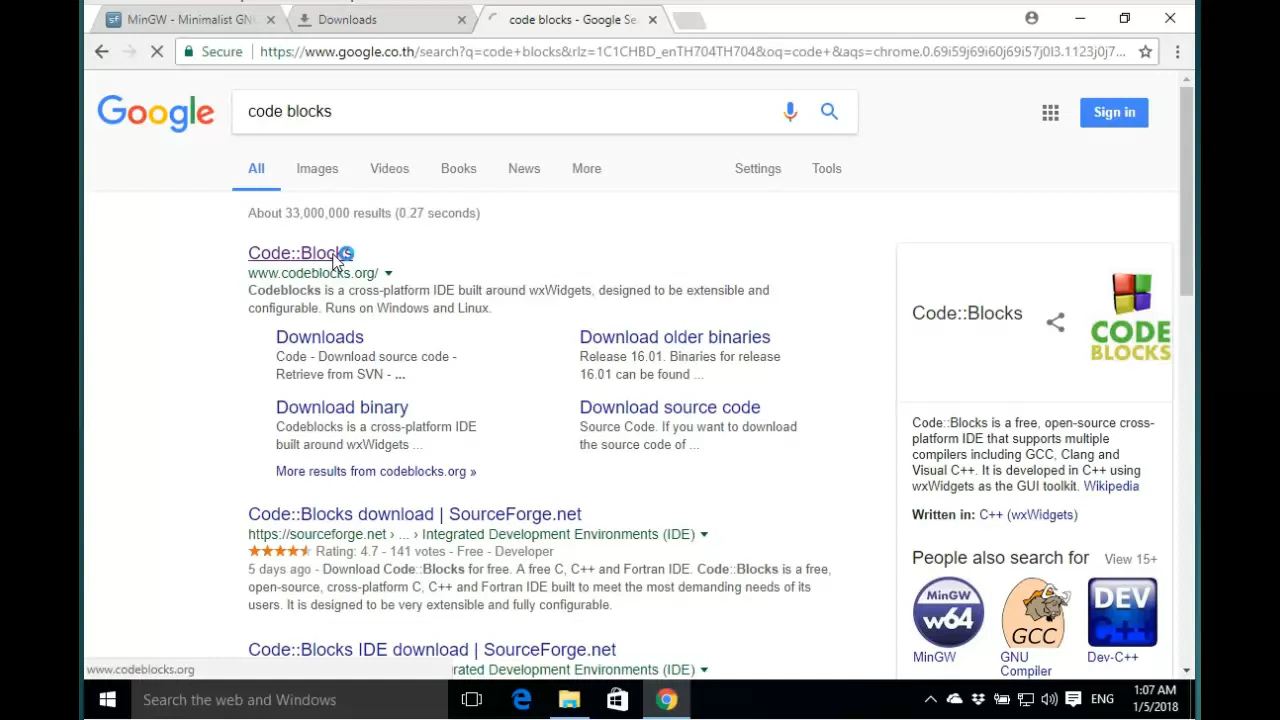 MinGW - Minimalist GN
Downloads
code blocks - Google Se
Secure
https://www.google.co.th/search?q=code+blocks&rlz=1C1CHBD_enTH704TH704&oq=code+&aqs=chrome.0.69i59j69i60j69i57j0l3.1123j0j7...
Google
code blocks
Sign in
All
Images
Videos
Books
News
More
Settings
Tools
About 33,000,000 results (0.27 seconds)
Code::Blocks
www.codeblocks.org/
Codeblocks is a cross-platform IDE built around wxWidgets, designed to be extensible and
configurable. Runs on Windows and Linux.
Downloads
Code - Download source code -
Retrieve from SVN - ...
Download older binaries
Release 16.01. Binaries for release
16.01 can be found ...
Download binary
Codeblocks is a cross-platform IDE
built around wxWidgets ...
Download source code
Source Code. If you want to download
the source code of ...
More results from codeblocks.org »
Code::Blocks download | SourceForge.net
https://sourceforge.net › ... › Integrated Development Environments (IDE)
Rating: 4.7 - 141 votes - Free - Developer
5 days ago - Download Code::Blocks for free. A free C, C++ and Fortran IDE. Code::Blocks is a free,
open-source, cross-platform C, C++ and Fortran IDE built to meet the most demanding needs of its
users. It is designed to be very extensible and fully configurable.
Code::Blocks IDE download | SourceForge.net
rated Development Environments (IDE)
Code::Blocks
CODE
BLOCKS
Code::Blocks is a free, open-source cross-
platform IDE that supports multiple
compilers including GCC, Clang and
Visual C++. It is developed in C++ using
wxWidgets as the GUI toolkit. Wikipedia
Written in: C++ (wxWidgets)
People also search for
View 15+
MinGW
w64
GCC
DEV
C++
MinGW
GNU
Compiler
Dev-C++
www.codeblocks.org
Search the web and Windows
ENG
1:07 AM
1/5/2018